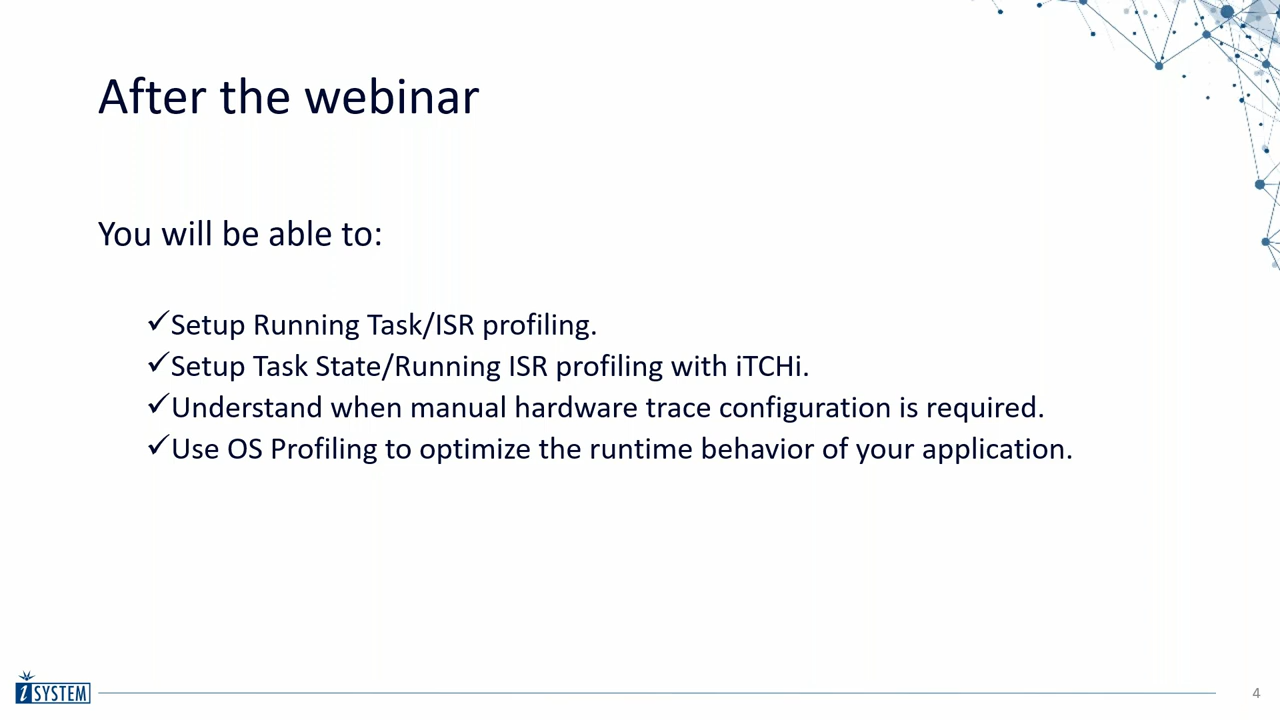 After the webinar
You will be able to:
✓Setup Running Task/ISR profiling.
✓Setup Task State/Running ISR profiling with iTCHi.
✓Understand when manual hardware trace configuration is required.
✓Use OS Profiling to optimize the runtime behavior of your application.
iSYSTEM
4